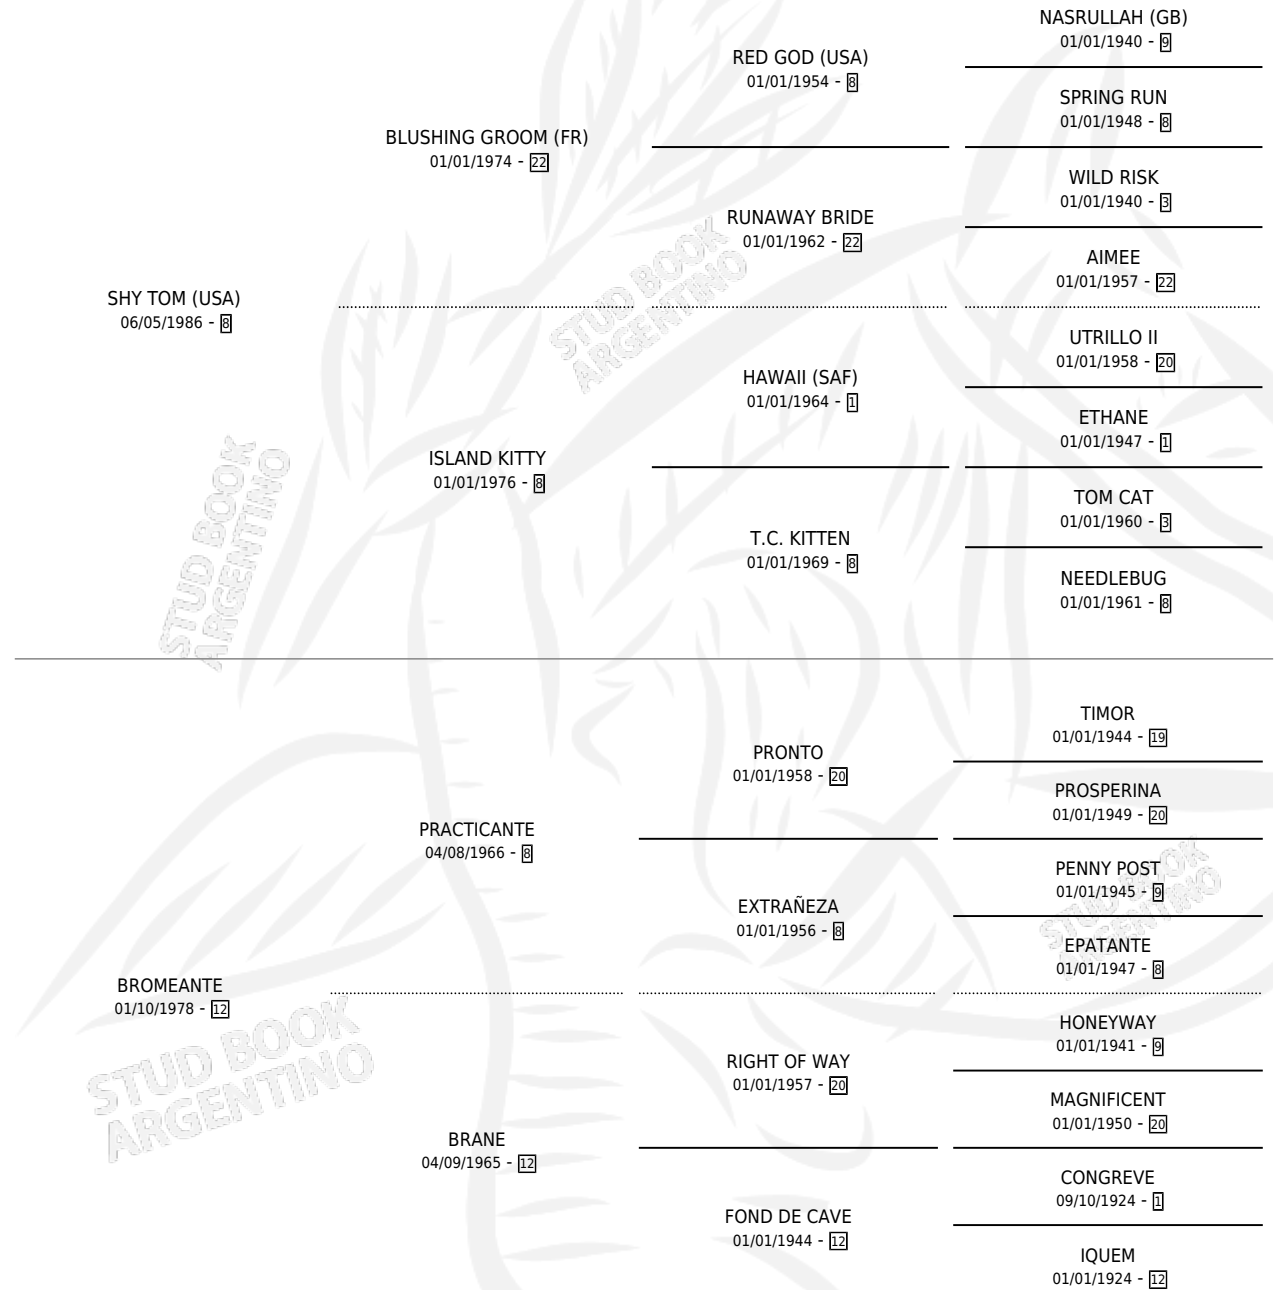 NASRULLAH (GB)
01/01/1940 - 9
RED GOD (USA)
01/01/1954 - 8
SPRING RUN
01/01/1948 - 8
BLUSHING GROOM (FR)
01/01/1974 - 22
WILD RISK
01/01/1940 - 3
RUNAWAY BRIDE
01/01/1962 - 22
AIMEE
01/01/1957 - 22
SHY TOM (USA)
06/05/1986 - 8
UTRILLO II
01/01/1958 - 20
HAWAII (SAF)
01/01/1964 - 1
ETHANE
01/01/1947 - 1
ISLAND KITTY
01/01/1976 - 8
TOM CAT
01/01/1960 - 3
T.C. KITTEN
01/01/1969 - 8
NEEDLEBUG
01/01/1961 - 8
TIMOR
01/01/1944 - 19
PRONTO
01/01/1958 - 20
PROSPERINA
01/01/1949 - 20
PRACTICANTE
04/08/1966 - 8
PENNY POST
01/01/1945 - 9
EXTRAÑEZA
01/01/1956 - 8
EPATANTE
01/01/1947 - 8
BROMEANTE
01/10/1978 - 12
HONEYWAY
01/01/1941 - 9
RIGHT OF WAY
01/01/1957 - 20
MAGNIFICENT
01/01/1950 - 20
BRANE
04/09/1965 - 12
CONGREVE
09/10/1924 - 1
FOND DE CAVE
01/01/1944 - 12
IQUEM
01/01/1924 - 12
STUD BOOK
ARGENTINO
STUD BOOK
ARGENTINO
STUD BOOK
ARGENTINO
STUD BOOK
ARGENTINO